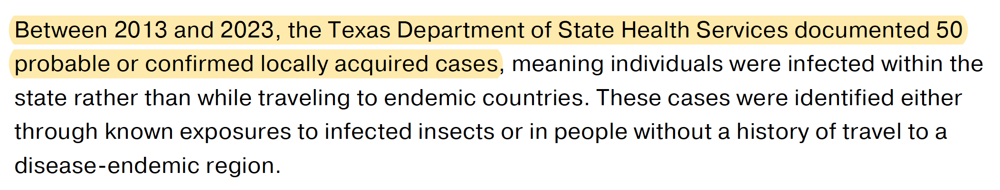 Between 2013 and 2023, the Texas Department of State Health Services documented 50
probable or confirmed locally acquired cases, meaning individuals were infected within the
state rather than while traveling to endemic countries. These cases were identified either
through known exposures to infected insects or in people without a history of travel to a
disease-endemic region.